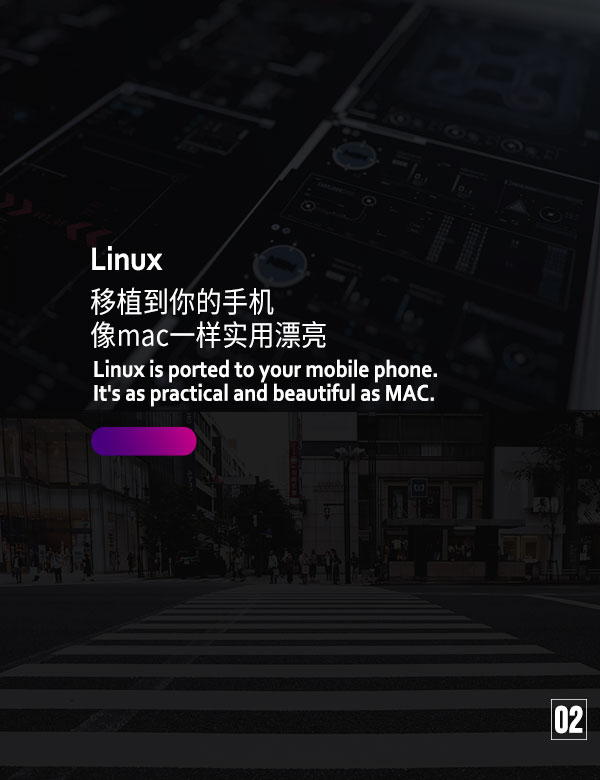 Linux
移植到你的手机
像mac一样实用漂亮
Linux is ported to your mobile phone.
It's as practical and beautiful as MAC.
02